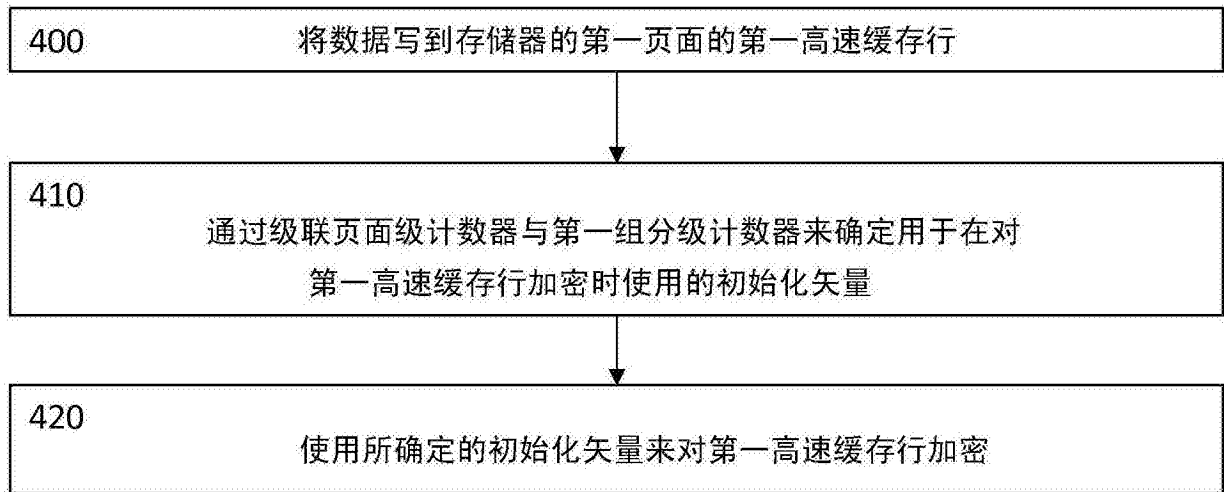 400 将数据写到存储器的第一页面的第一高速缓存行
410
通过级联页面级计数器与第一组分级计数器来确定用于在对
第一高速缓存行加密时使用的初始化矢量
420
使用所确定的初始化矢量来对第一高速缓存行加密